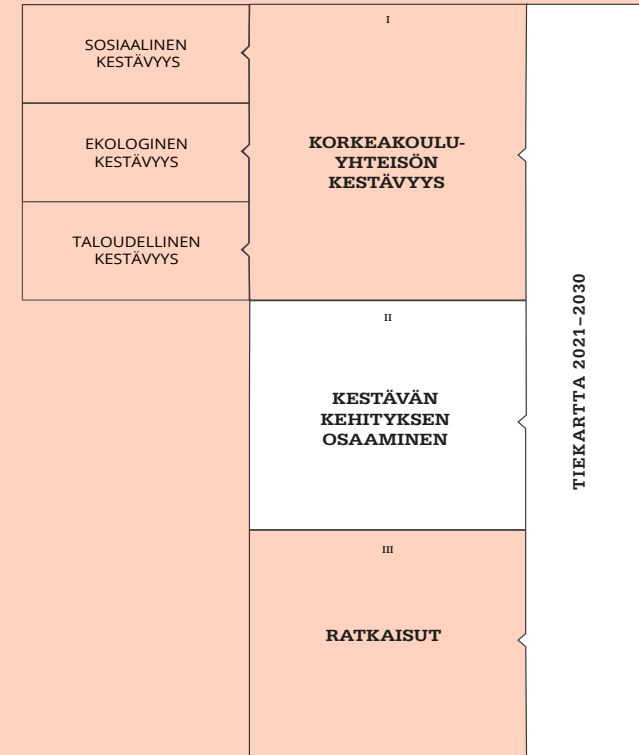 SOSIAALINEN
KESTÄVYYS
EKOLOGINEN
KESTÄVYYS
TALOUDELLINEN
KESTÄVYYS
I
KORKEAKOULU-
YHTEISÖN
KESTÄVYYS
II
KESTÄVÄN
KEHITYKSEN
OSAAMINEN
III
RATKAISUT
TIEKARTTA 2021–2030